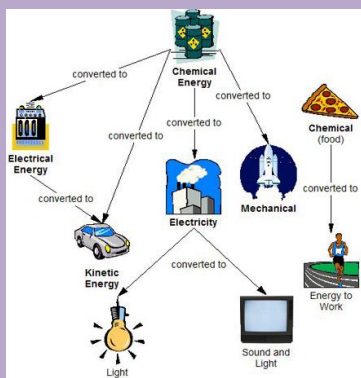 Chemical
Energy
converted to
converted to
converted to
converted to
Electrical
Energy
Chemical
(food)
converted to
Mechanical
converted to
Electricity
Kinetic
Energy
converted to
Energy to
Work
Light
Sound and
Light